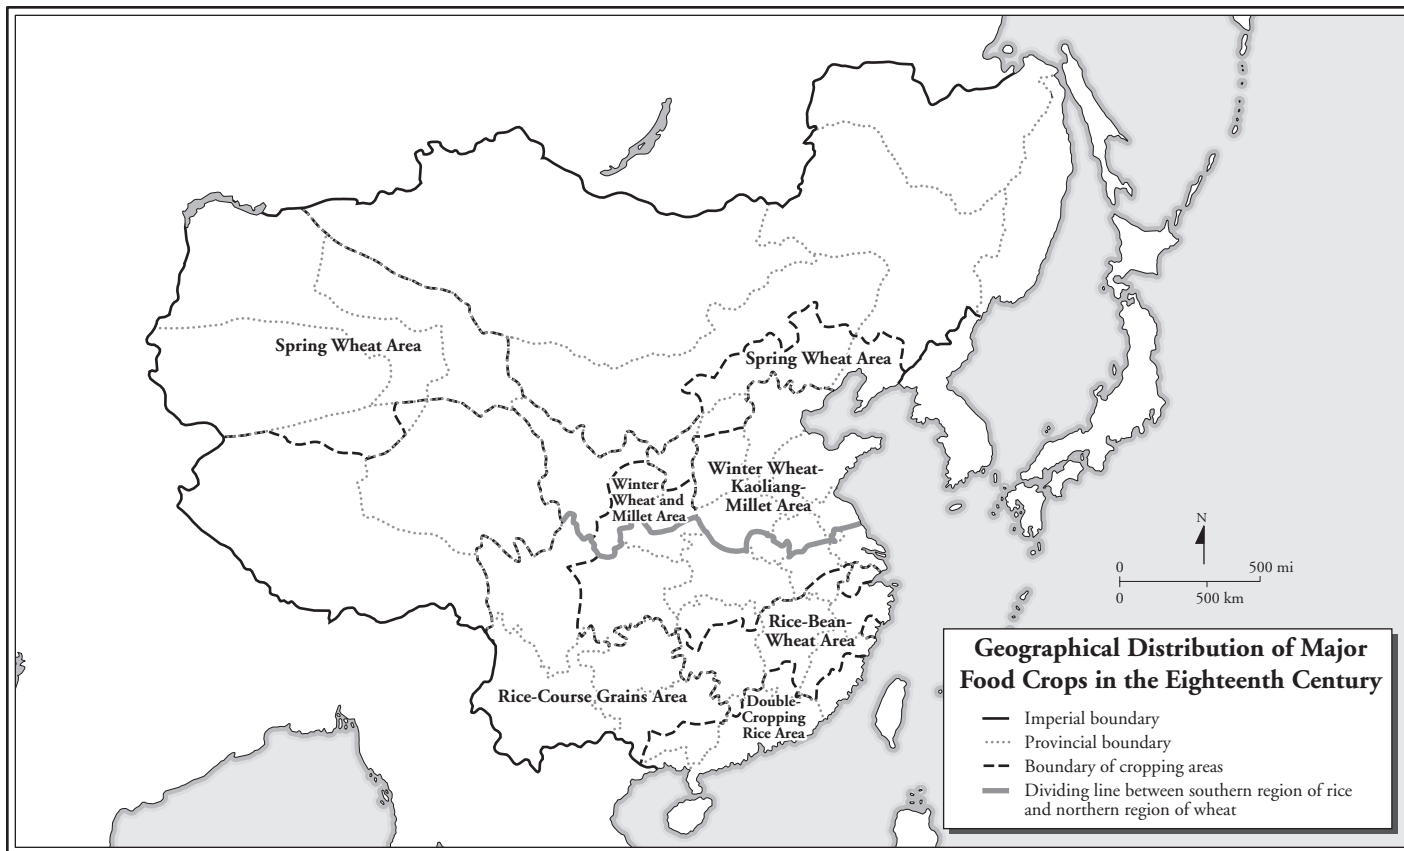 Spring Wheat Area
Spring Wheat Area
Winter Wheat-
Kaoliang-
Millet Area
Winter
Wheat and
Millet Area
Rice-Bean-
Wheat Area
Rice-Course Grains Area
Double-
Cropping
Rice Area
N
0 500 mi
0 500 km
Geographical Distribution of Major
Food Crops in the Eighteenth Century
Imperial boundary
Provincial boundary
Boundary of cropping areas
Dividing line between southern region of rice
and northern region of wheat